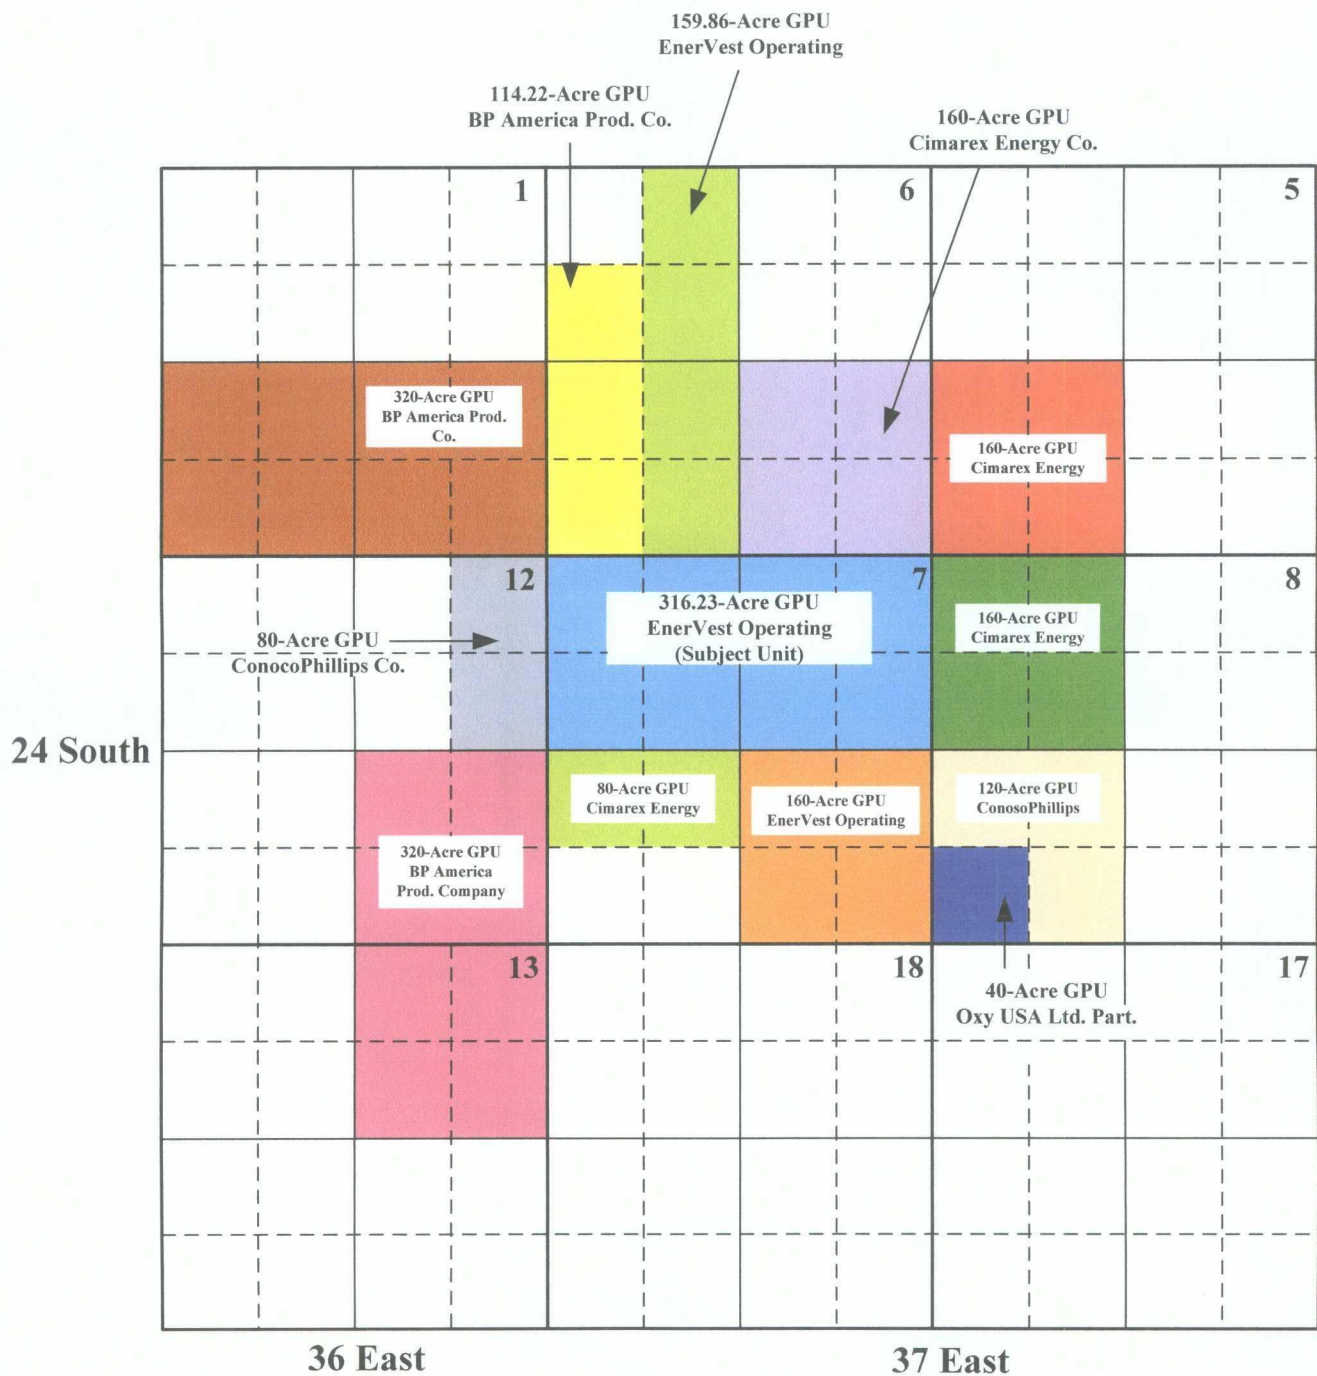 159.86-Acre GPU
EnerVest Operating
114.22-Acre GPU
BP America Prod. Co.
160-Acre GPU
Cimarex Energy Co.
1
6
5
320-Acre GPU
BP America Prod.
Co.
160-Acre GPU
Cimarex Energy
12
7
8
316.23-Acre GPU
EnerVest Operating
(Subject Unit)
160-Acre GPU
Cimarex Energy
80-Acre GPU
ConocoPhillips Co.
24 South
80-Acre GPU
Cimarex Energy
160-Acre GPU
EnerVest Operating
120-Acre GPU
ConosoPhillips
320-Acre GPU
BP America
Prod. Company
13
18
17
40-Acre GPU
Oxy USA Ltd. Part.
36 East
37 East